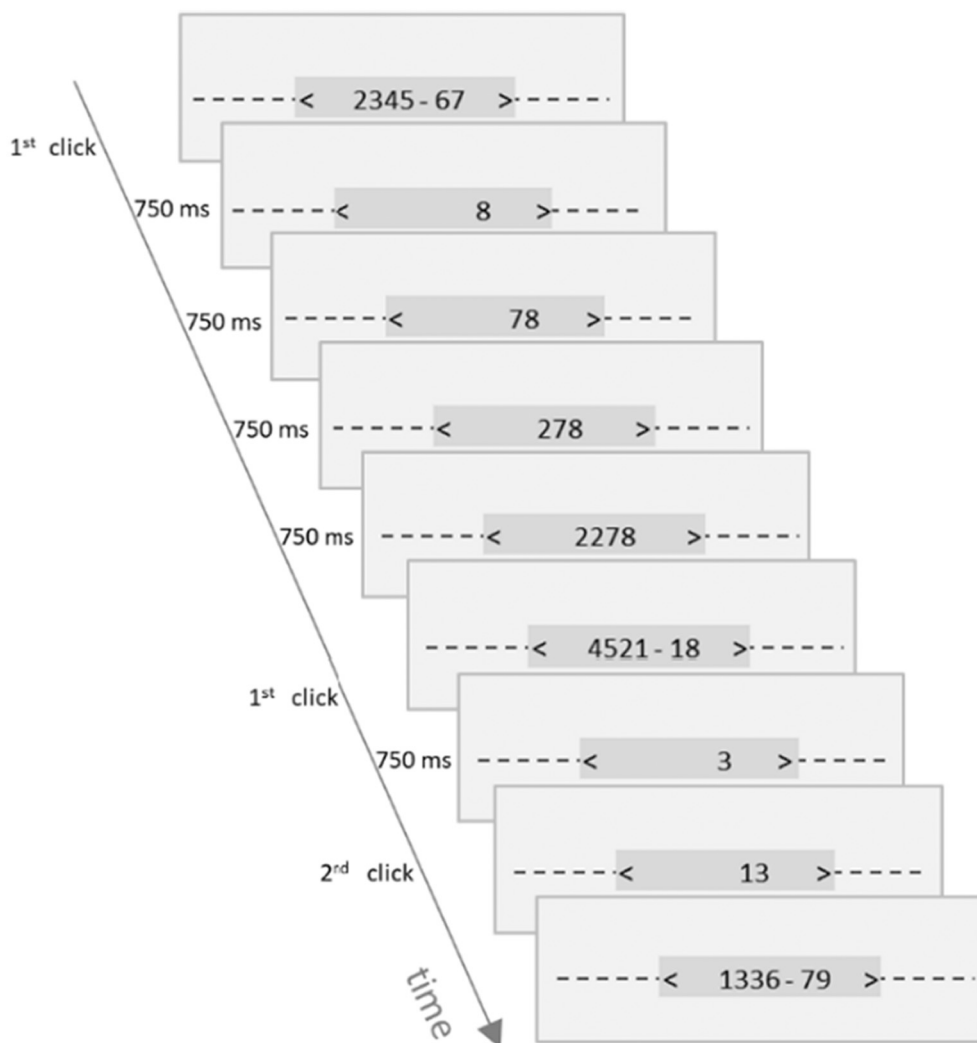 < 2345 - 67 >
1st click
750 ms
< 8 >
750 ms
< 78 >
750 ms
< 278 >
750 ms
< 2278 >
< 4521 - 18 >
1st click
750 ms
< 3 >
2nd click
< 13 >
< 1336 - 79 >
time